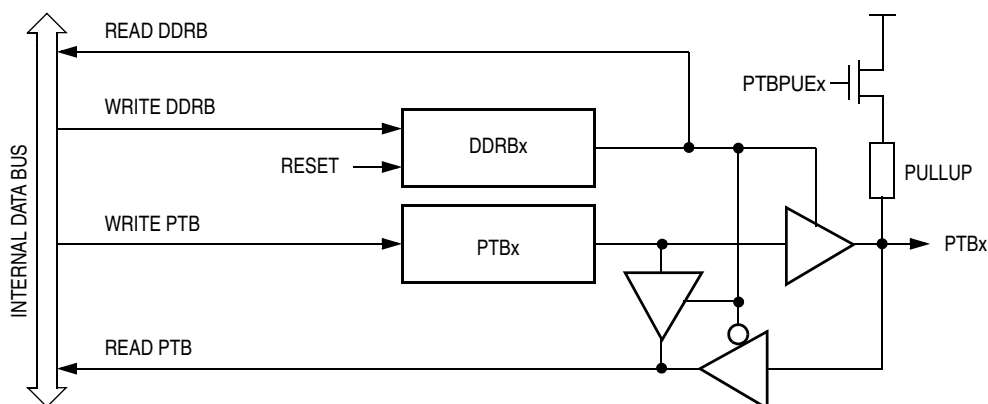 READ DDRB
PTBPUEx
WRITE DDRB
RESET
DDRBx
PULLUP
INTERNAL DATA BUS
WRITE PTB
PTBx
PTBx
READ PTB